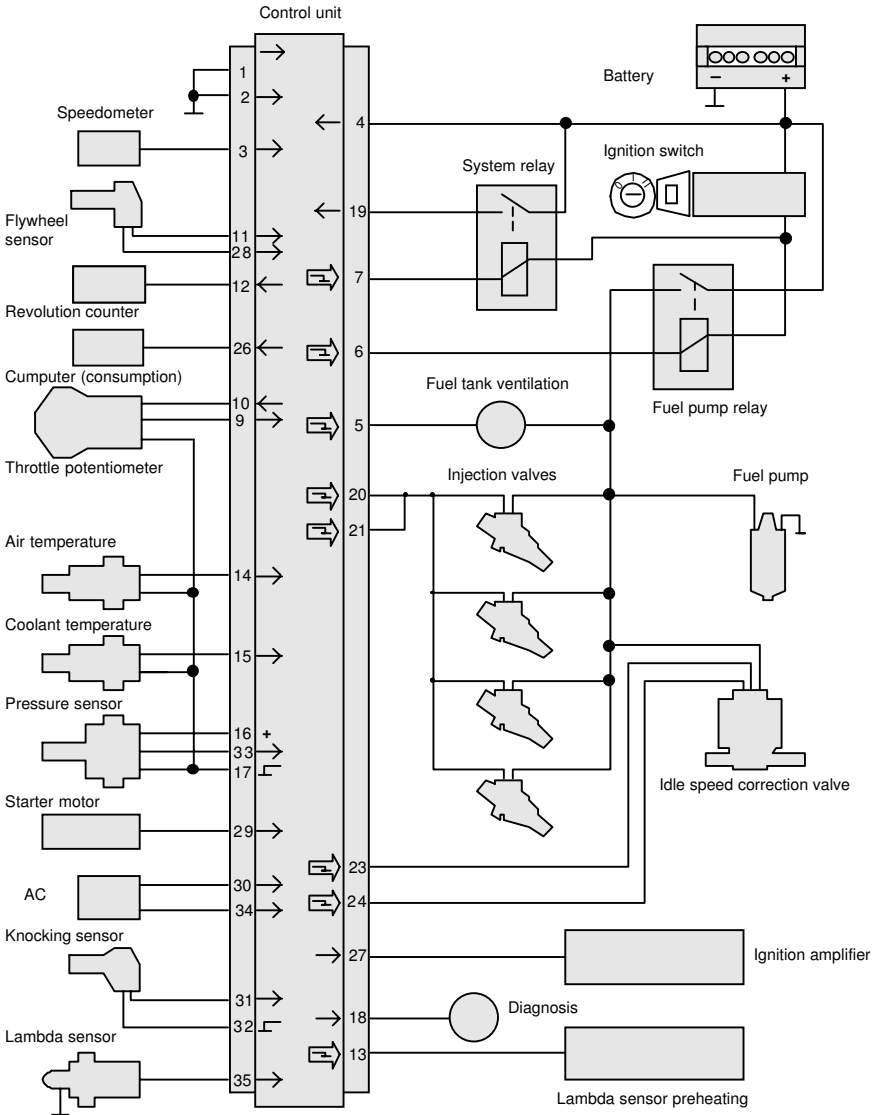 Control unit
Battery
− +
1
2
4
Speedometer
3
Ignition switch
System relay
0 I II
19
Flywheel
sensor
11
28
7
12
Revolution counter
26
6
Cumputer (consumption)
Fuel tank ventilation
Fuel pump relay
10
9
5
Throttle potentiometer
Injection valves
Fuel pump
20
21
Air temperature
14
Coolant temperature
15
Pressure sensor
16 +
33
17
Idle speed correction valve
Starter motor
29
23
30
AC
24
34
Knocking sensor
27
Ignition amplifier
31
Diagnosis
32
18
Lambda sensor
13
35
Lambda sensor preheating